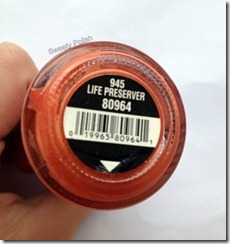 Sweety Polish
945
LIFE PRESERVER
80964
0 19965 80964 1